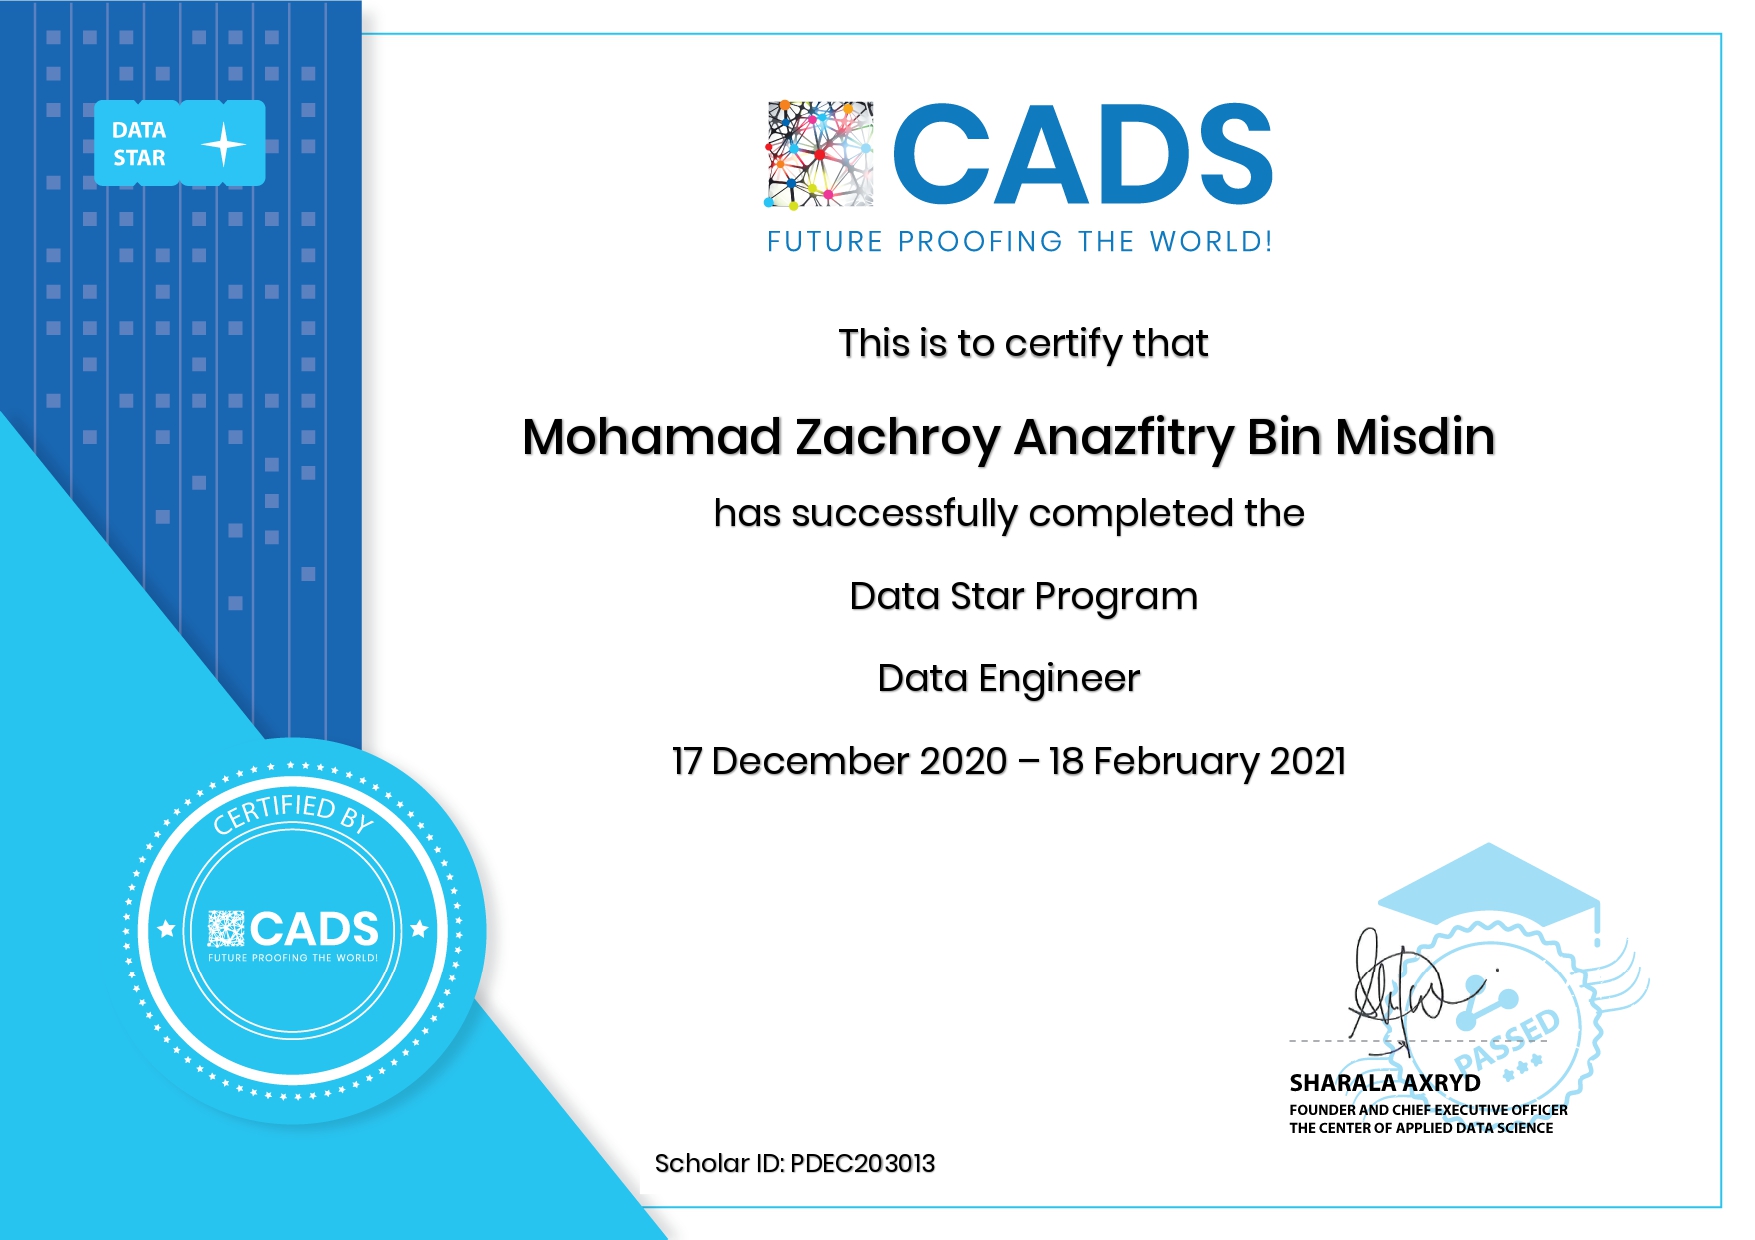 DATA
STAR
CADS
FUTURE PROOFING THE WORLD!
This is to certify that
Mohamad Zachroy Anazfitry Bin Misdin
has successfully completed the
Data Star Program
Data Engineer
17 December 2020 – 18 February 2021
CERTIFIED BY
CADS
FUTURE PROOFING THE WORLD!
PASSED
SHARALA AXRYD
FOUNDER AND CHIEF EXECUTIVE OFFICER
THE CENTER OF APPLIED DATA SCIENCE
Scholar ID: PDEC203013